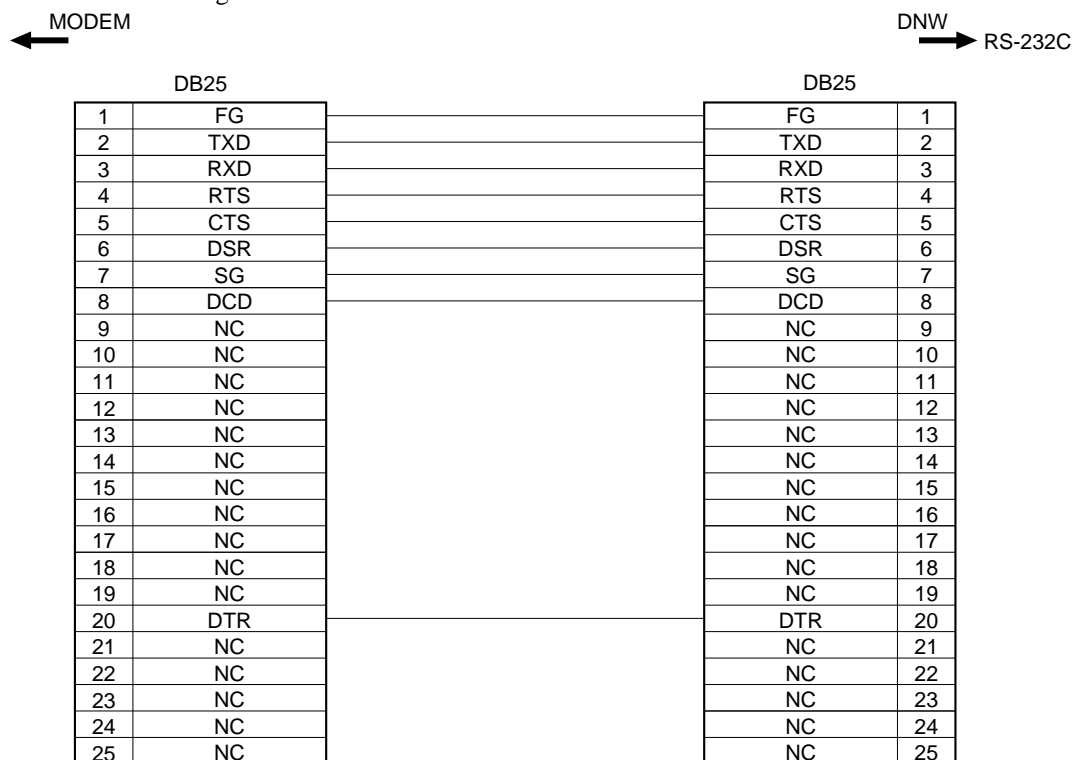 MODEM DNW
RS-232C
DB25 DB25
1 FG FG 1
2 TXD TXD 2
3 RXD RXD 3
4 RTS RTS 4
5 CTS CTS 5
6 DSR DSR 6
7 SG SG 7
8 DCD DCD 8
9 NC NC 9
10 NC NC 10
11 NC NC 11
12 NC NC 12
13 NC NC 13
14 NC NC 14
15 NC NC 15
16 NC NC 16
17 NC NC 17
18 NC NC 18
19 NC NC 19
20 DTR DTR 20
21 NC NC 21
22 NC NC 22
23 NC NC 23
24 NC NC 24
25 NC NC 25